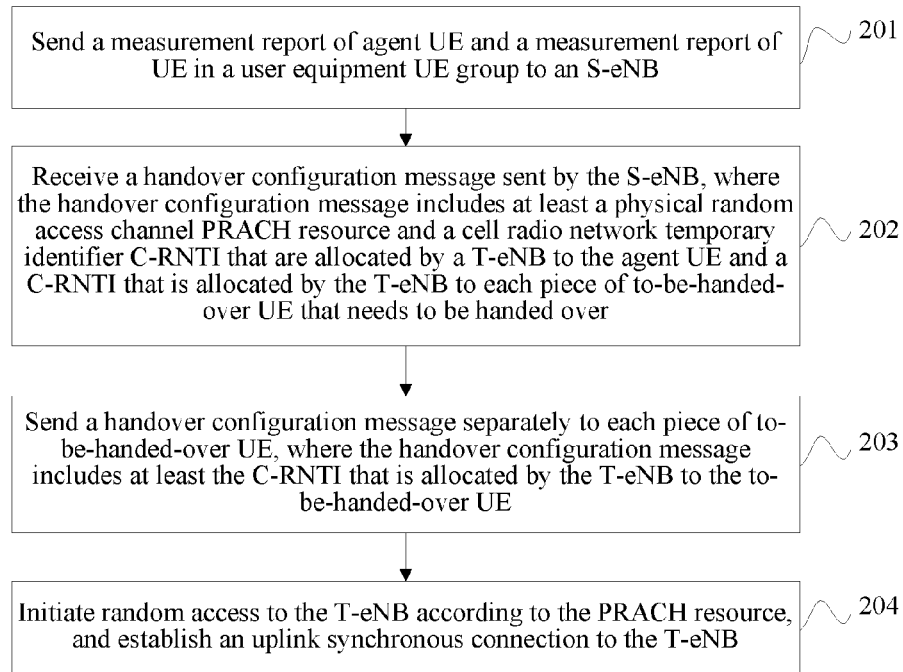 Send a measurement report of agent UE and a measurement report of
UE in a user equipment UE group to an S-eNB
201
Receive a handover configuration message sent by the S-eNB, where
the handover configuration message includes at least a physical random
access channel PRACH resource and a cell radio network temporary
identifier C-RNTI that are allocated by a T-eNB to the agent UE and a
C-RNTI that is allocated by the T-eNB to each piece of to-be-handed-
over UE that needs to be handed over
202
Send a handover configuration message separately to each piece of to-
be-handed-over UE, where the handover configuration message
includes at least the C-RNTI that is allocated by the T-eNB to the to-
be-handed-over UE
203
Initiate random access to the T-eNB according to the PRACH resource,
and establish an uplink synchronous connection to the T-eNB
204